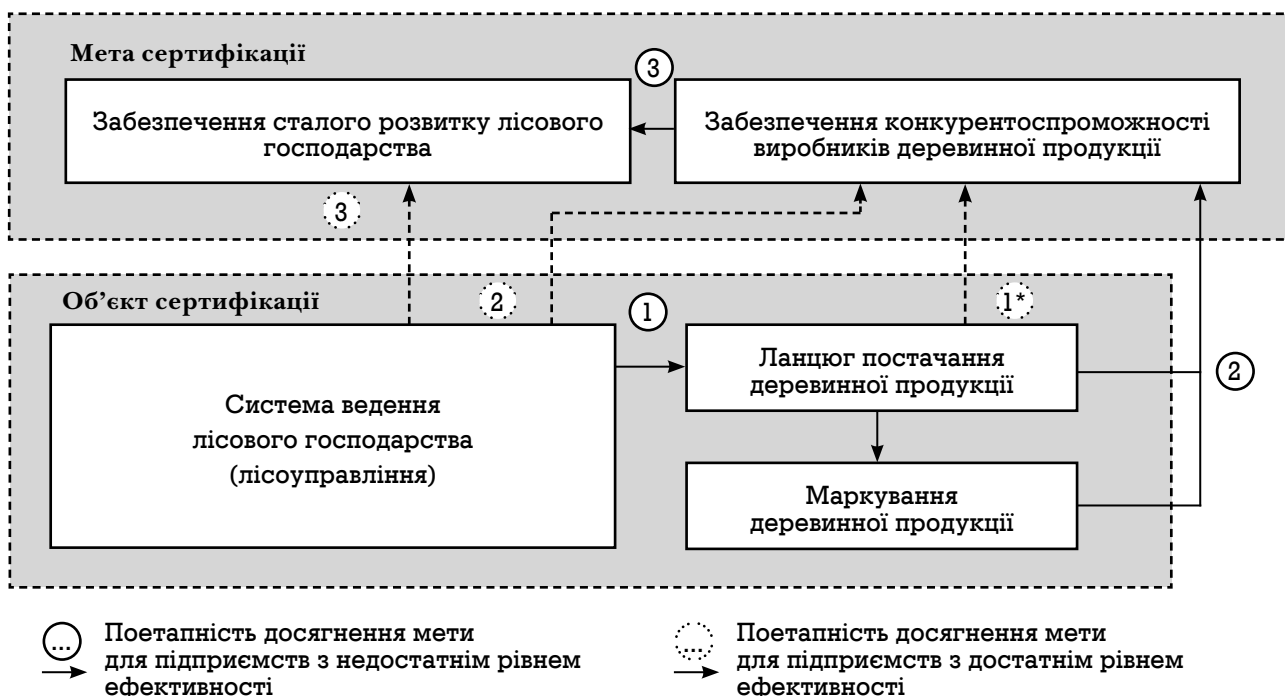 Мета сертифікації
3
Забезпечення сталого розвитку лісового
господарства
Забезпечення конкурентоспроможності
виробників деревинної продукції
3
Об’єкт сертифікації
2
1
1*
Система ведення
лісового господарства
(лісоуправління)
Ланцюг постачання
деревинної продукції
2
Маркування
деревинної продукції
...
Поетапність досягнення мети
для підприємств з недостатнім рівнем
ефективності
...
Поетапність досягнення мети
для підприємств з достатнім рівнем
ефективності